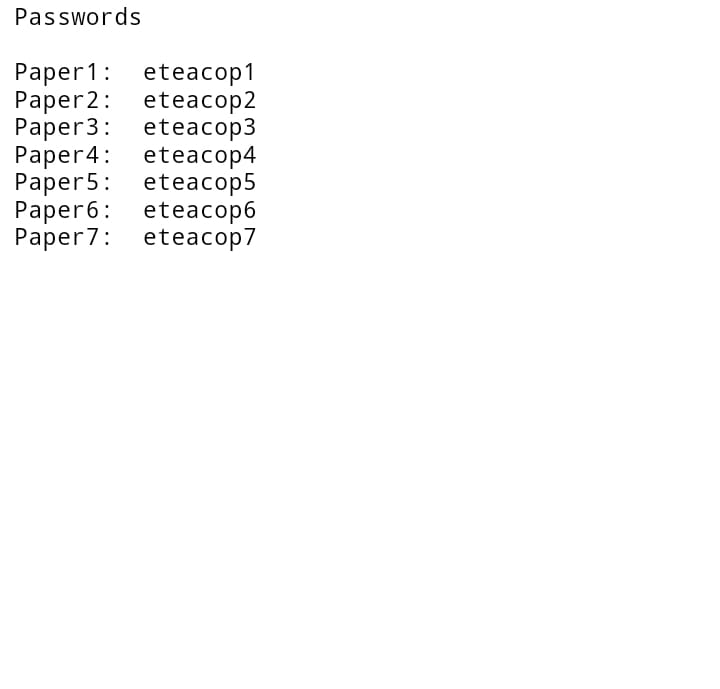 Passwords
Paper1:  eteacop1
Paper2:  eteacop2
Paper3:  eteacop3
Paper4:  eteacop4
Paper5:  eteacop5
Paper6:  eteacop6
Paper7:  eteacop7